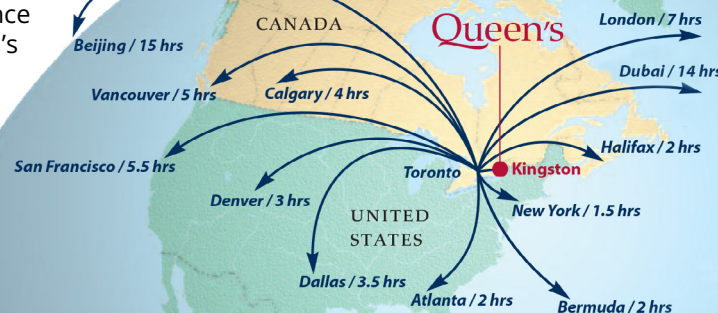 nce
's
CANADA
Queen's
London / 7 hrs
Beijing / 15 hrs
Dubai / 14 hrs
Vancouver / 5 hrs
Calgary / 4 hrs
Halifax / 2 hrs
San Francisco / 5.5 hrs
Toronto
Kingston
Denver / 3 hrs
New York / 1.5 hrs
UNITED
STATES
Dallas / 3.5 hrs
Atlanta / 2 hrs
Bermuda / 2 hrs